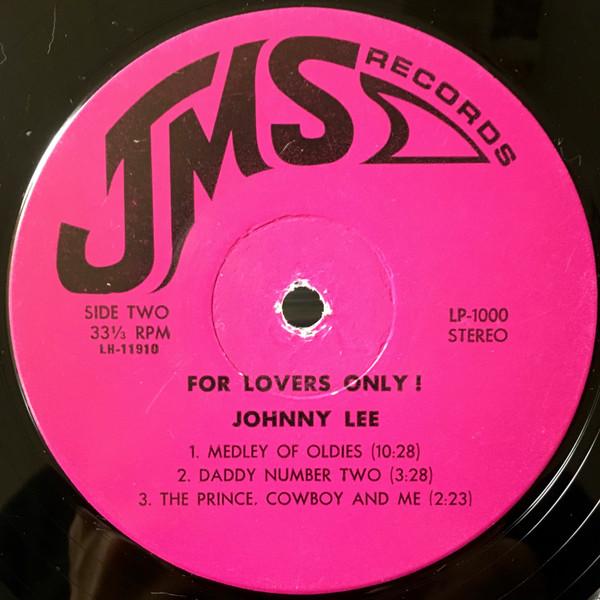 JMS RECORDS
SIDE TWO
33⅓ RPM
LH-11910
LP-1000
STEREO
FOR LOVERS ONLY!
JOHNNY LEE
1. MEDLEY OF OLDIES (10:28)
2. DADDY NUMBER TWO (3:28)
3. THE PRINCE, COWBOY AND ME (2:23)